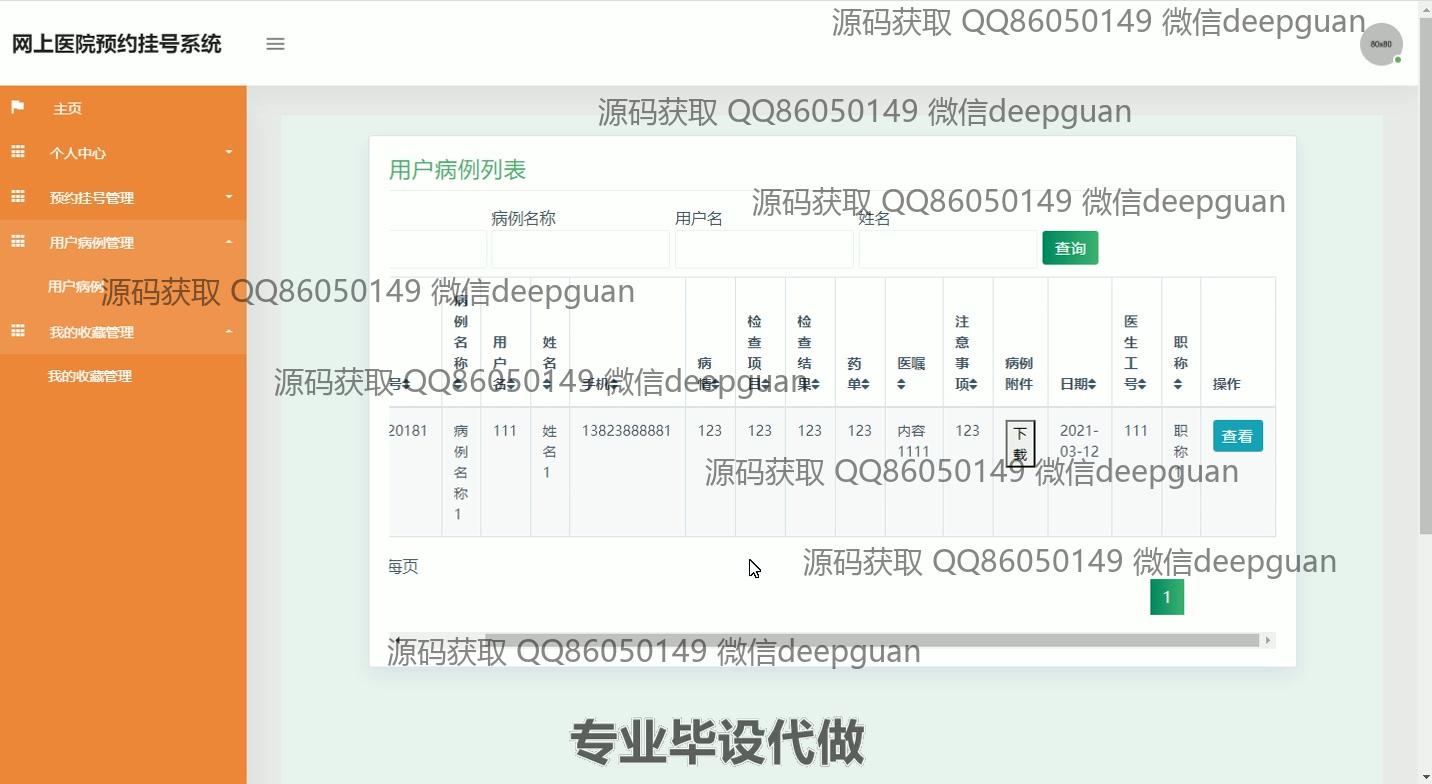 源码获取 QQ86050149 微信deepguan
网上医院预约挂号系统
80x80
主页
源码获取 QQ86050149 微信deepguan
个人中心
用户病例列表
预约挂号管理
源码获取 QQ86050149 微信deepguan
病例名称 用户名 姓名
用户病例管理
查询
用户病例
源码获取 QQ86050149 微信deepguan
我的收藏管理
我的收藏管理
源码获取 QQ86050149 微信deepguan
号 病例名称 用户名 姓名 手机 病情 检查项目 检查结果 药单 医嘱 注意事项 病例附件 日期 医生工号 职称 操作
20181 病例名称1 111 姓名1 13823888881 123 123 123 123 内容1111 123 下载 2021-03-12 111 职称 查看
源码获取 QQ86050149 微信deepguan
每页
源码获取 QQ86050149 微信deepguan
1
源码获取 QQ86050149 微信deepguan
专业毕设代做